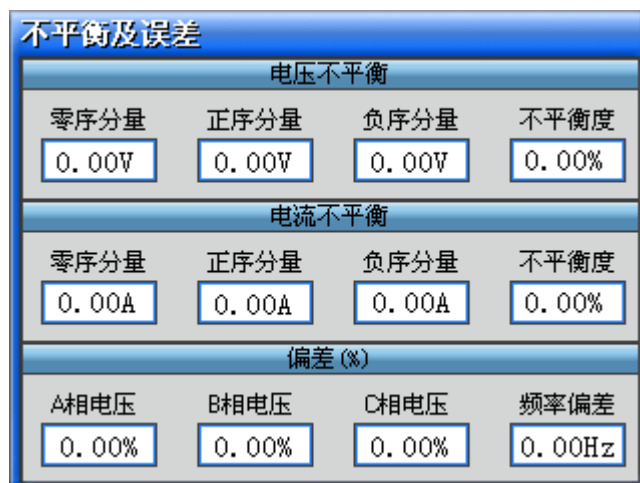 不平衡及误差
电压不平衡
零序分量 正序分量 负序分量 不平衡度
0.00V 0.00V 0.00V 0.00%
电流不平衡
零序分量 正序分量 负序分量 不平衡度
0.00A 0.00A 0.00A 0.00%
偏差(%)
A相电压 B相电压 C相电压 频率偏差
0.00% 0.00% 0.00% 0.00Hz